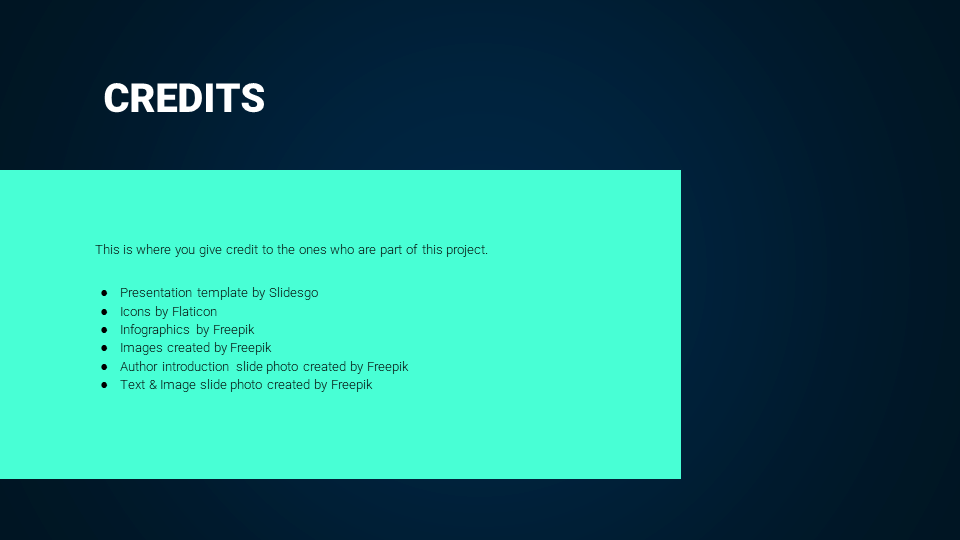 CREDITS
This is where you give credit to the ones who are part of this project.
● Presentation template by Slidesgo
● Icons by Flaticon
● Infographics by Freepik
● Images created by Freepik
● Author introduction slide photo created by Freepik
● Text & Image slide photo created by Freepik